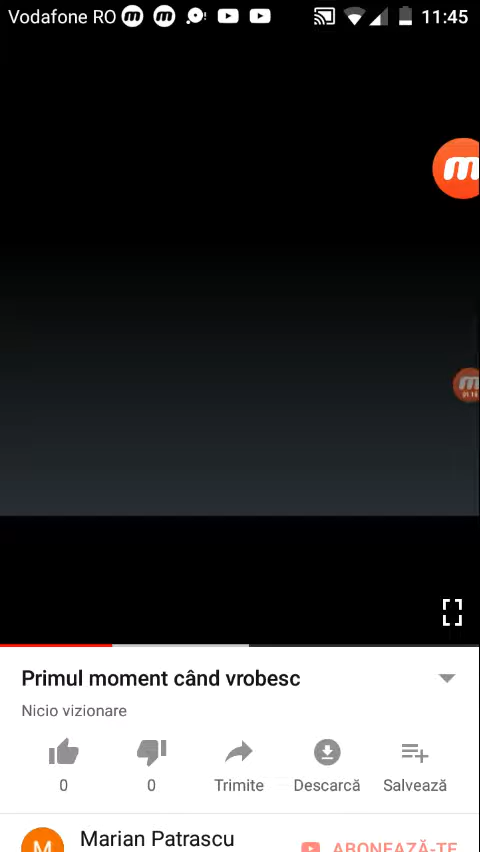 Vodafone RO 11:45
Primul moment când vrobesc
Nicio vizionare
0 0 Trimite Descarcă Salvează
M Marian Patrascu ABONEAZĂ-TE